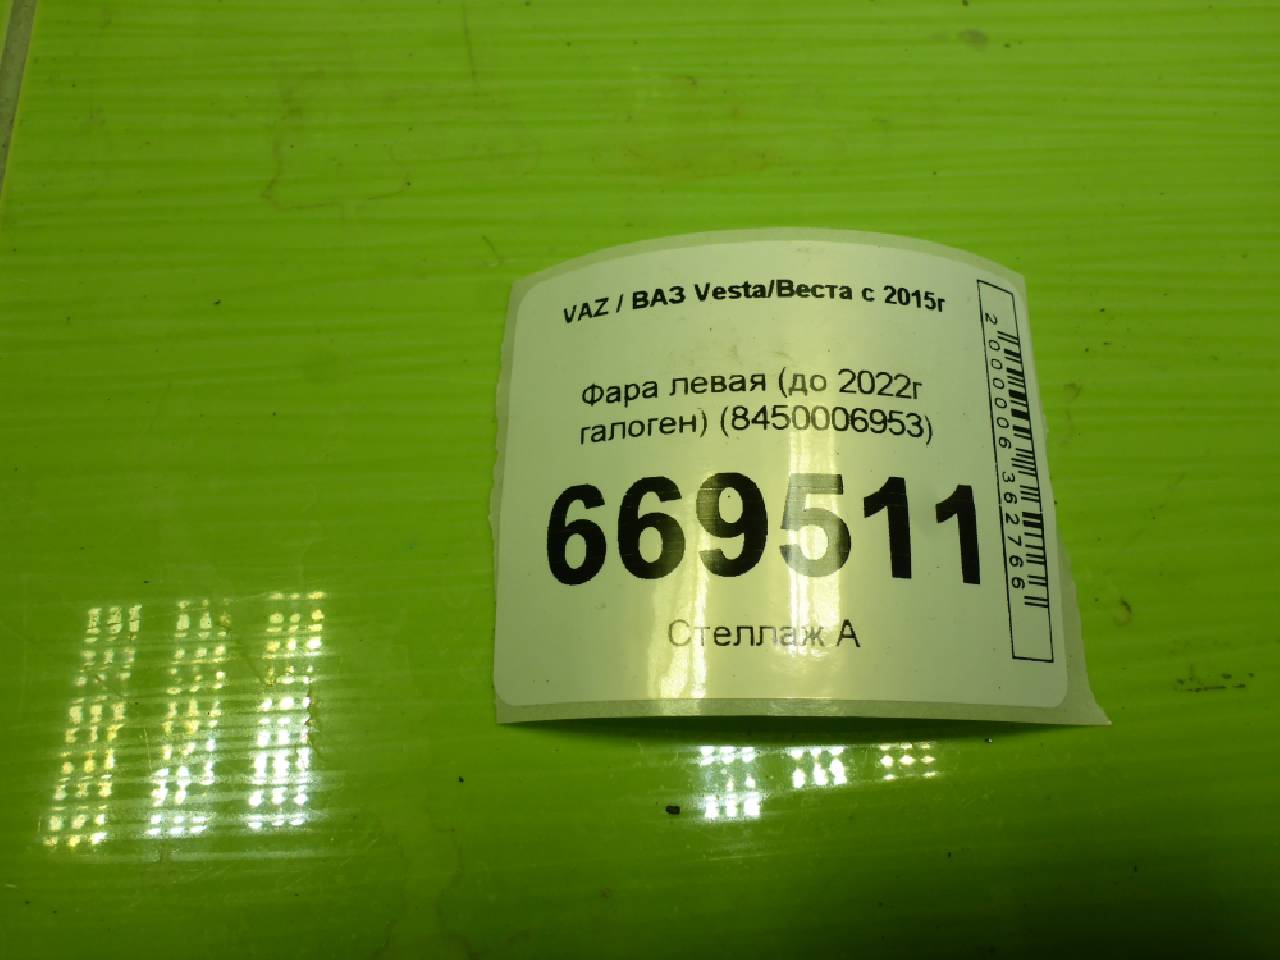 VAZ / ВАЗ Vesta/Веста с 2015г
Фара левая (до 2022г
галоген) (8450006953)
669511
Стеллаж А
2000006362766